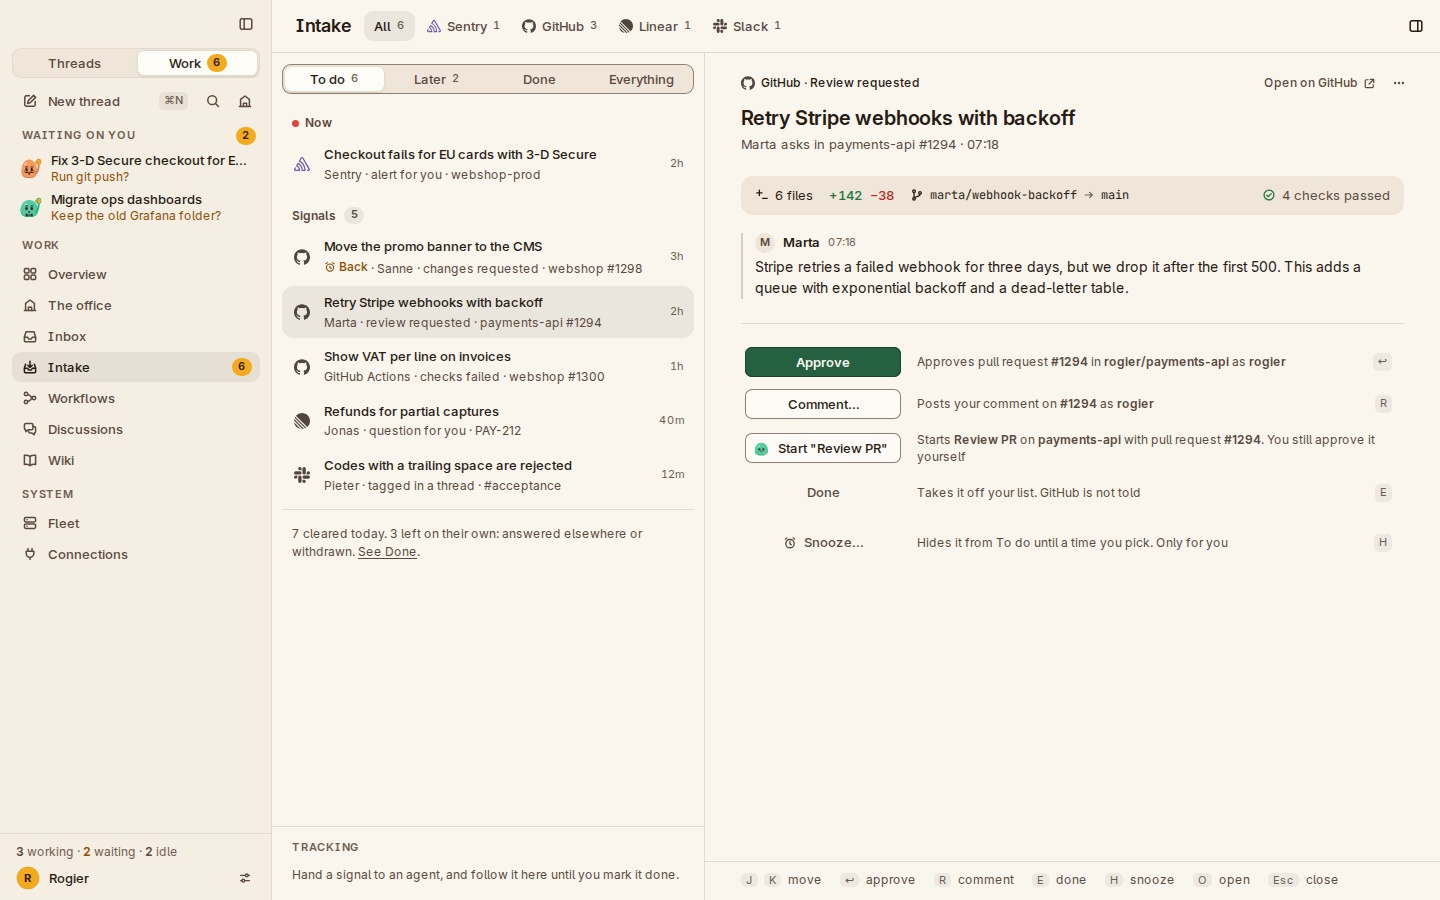 Threads
Work 6
New thread ⌘N
WAITING ON YOU 2
Fix 3-D Secure checkout for E...
Run git push?
Migrate ops dashboards
Keep the old Grafana folder?
WORK
Overview
The office
Inbox
Intake 6
Workflows
Discussions
Wiki
SYSTEM
Fleet
Connections
3 working · 2 waiting · 2 idle
R Rogier
Intake
All 6
Sentry 1
GitHub 3
Linear 1
Slack 1
To do 6
Later 2
Done
Everything
Now
Checkout fails for EU cards with 3-D Secure
Sentry · alert for you · webshop-prod
2h
Signals 5
Move the promo banner to the CMS
Back · Sanne · changes requested · webshop #1298
3h
Retry Stripe webhooks with backoff
Marta · review requested · payments-api #1294
2h
Show VAT per line on invoices
GitHub Actions · checks failed · webshop #1300
1h
Refunds for partial captures
Jonas · question for you · PAY-212
40m
Codes with a trailing space are rejected
Pieter · tagged in a thread · #acceptance
12m
7 cleared today. 3 left on their own: answered elsewhere or
withdrawn. See Done.
TRACKING
Hand a signal to an agent, and follow it here until you mark it done.
GitHub · Review requested
Open on GitHub
Retry Stripe webhooks with backoff
Marta asks in payments-api #1294 · 07:18
6 files +142 −38 marta/webhook-backoff → main
4 checks passed
M Marta 07:18
Stripe retries a failed webhook for three days, but we drop it after the first 500. This adds a
queue with exponential backoff and a dead-letter table.
Approve
Approves pull request #1294 in rogier/payments-api as rogier
↩
Comment...
Posts your comment on #1294 as rogier
R
Start "Review PR"
Starts Review PR on payments-api with pull request #1294. You still approve it
yourself
Done
Takes it off your list. GitHub is not told
E
Snooze...
Hides it from To do until a time you pick. Only for you
H
J K move ↩ approve R comment E done H snooze O open Esc close